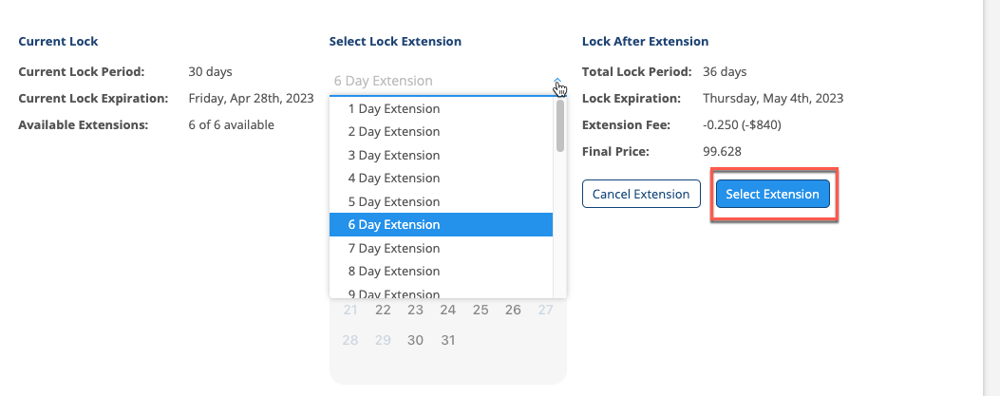 Current Lock
Current Lock Period: 30 days
Current Lock Expiration: Friday, Apr 28th, 2023
Available Extensions: 6 of 6 available
Select Lock Extension
6 Day Extension
1 Day Extension
2 Day Extension
3 Day Extension
4 Day Extension
5 Day Extension
6 Day Extension
7 Day Extension
8 Day Extension
9 Day Extension
21 22 23 24 25 26 27
28 29 30 31
Lock After Extension
Total Lock Period: 36 days
Lock Expiration: Thursday, May 4th, 2023
Extension Fee: -0.250 (-$840)
Final Price: 99.628
Cancel Extension Select Extension